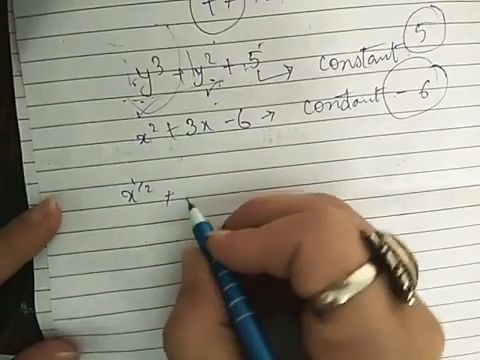 y³ + y² + 5 → constant 5
x² + 3x - 6 → constant - 6
x^1/2 +